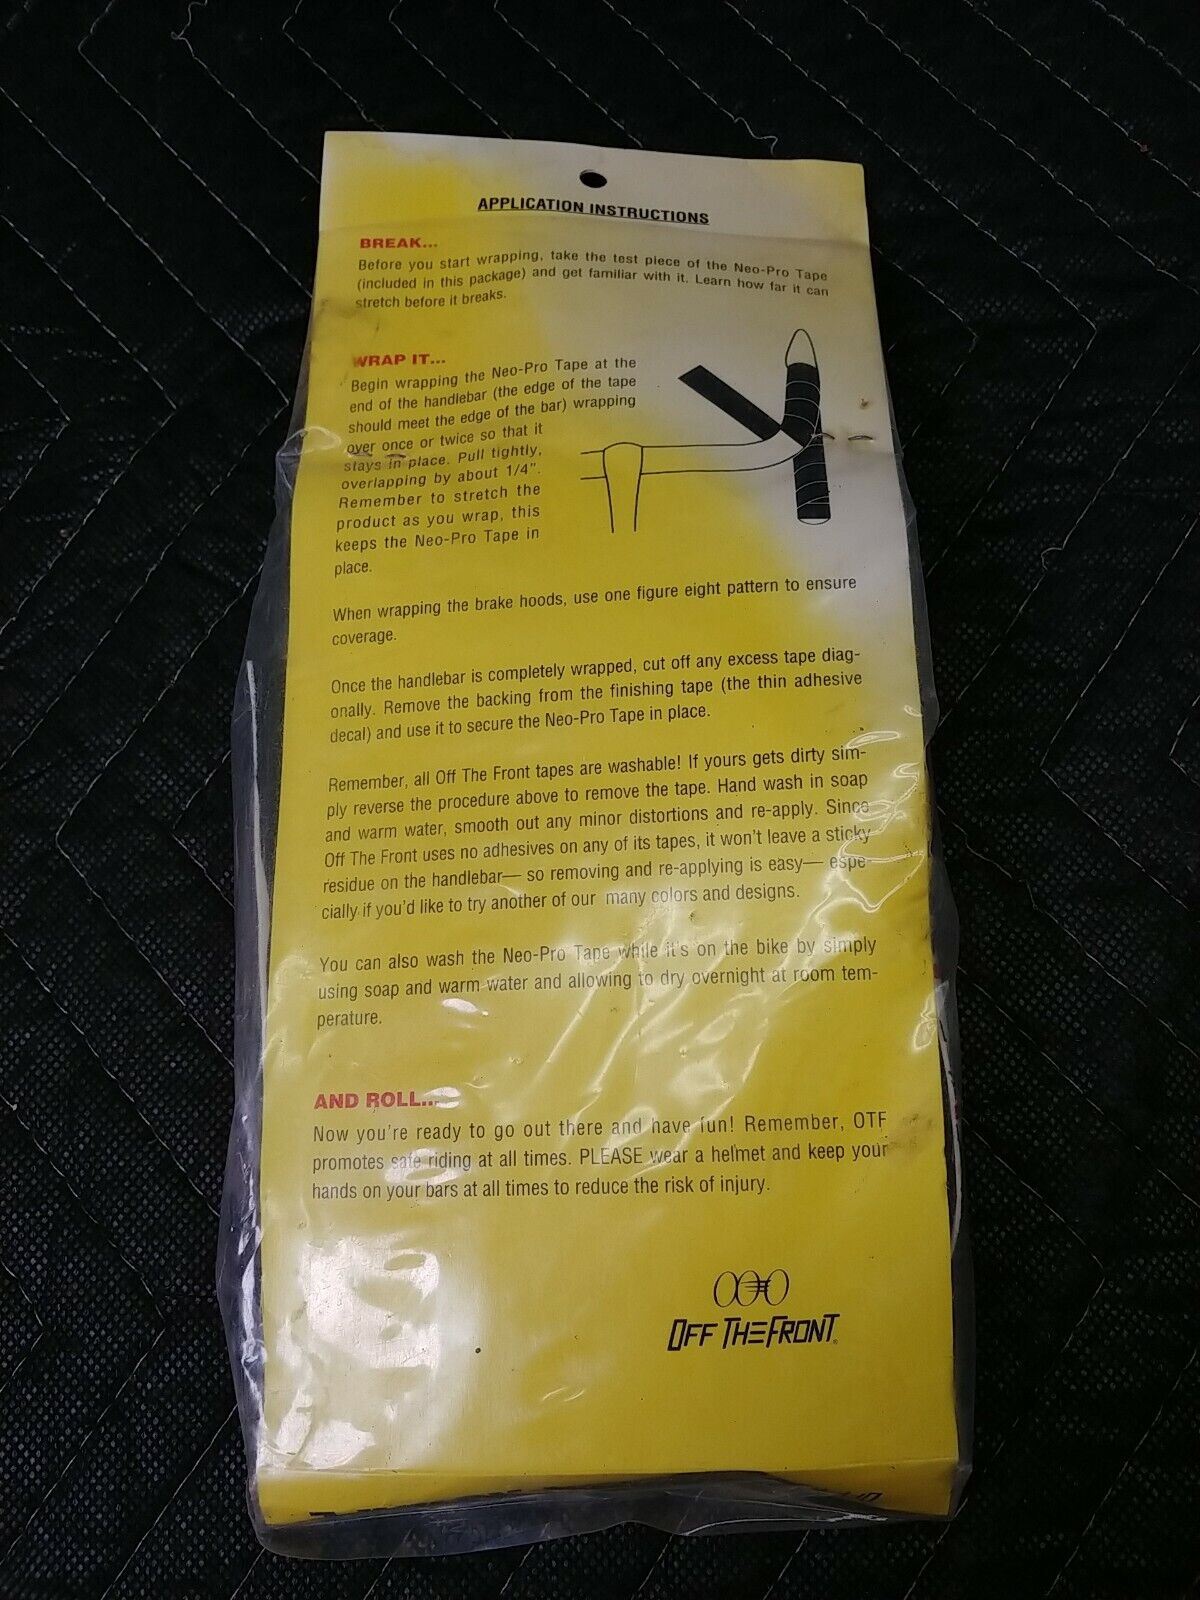 APPLICATION INSTRUCTIONS
BREAK...
Before you start wrapping, take the test piece of the Neo-Pro Tape
(included in this package) and get familiar with it. Learn how far it can
stretch before it breaks.
WRAP IT...
Begin wrapping the Neo-Pro Tape at the
end of the handlebar (the edge of the tape
should meet the edge of the bar) wrapping
over once or twice so that it
stays in place. Pull tightly,
overlapping by about 1/4".
Remember to stretch the
product as you wrap, this
keeps the Neo-Pro Tape in
place.
When wrapping the brake hoods, use one figure eight pattern to ensure
coverage.
Once the handlebar is completely wrapped, cut off any excess tape diag-
onally. Remove the backing from the finishing tape (the thin adhesive
decal) and use it to secure the Neo-Pro Tape in place.
Remember, all Off The Front tapes are washable! If yours gets dirty sim-
ply reverse the procedure above to remove the tape. Hand wash in soap
and warm water, smooth out any minor distortions and re-apply. Since
Off The Front uses no adhesives on any of its tapes, it won't leave a sticky
residue on the handlebar— so removing and re-applying is easy— espe-
cially if you'd like to try another of our many colors and designs.
You can also wash the Neo-Pro Tape while it's on the bike by simply
using soap and warm water and allowing to dry overnight at room tem-
perature.
AND ROLL...
Now you're ready to go out there and have fun! Remember, OTF
promotes safe riding at all times. PLEASE wear a helmet and keep your
hands on your bars at all times to reduce the risk of injury.
OFF THE FRONT